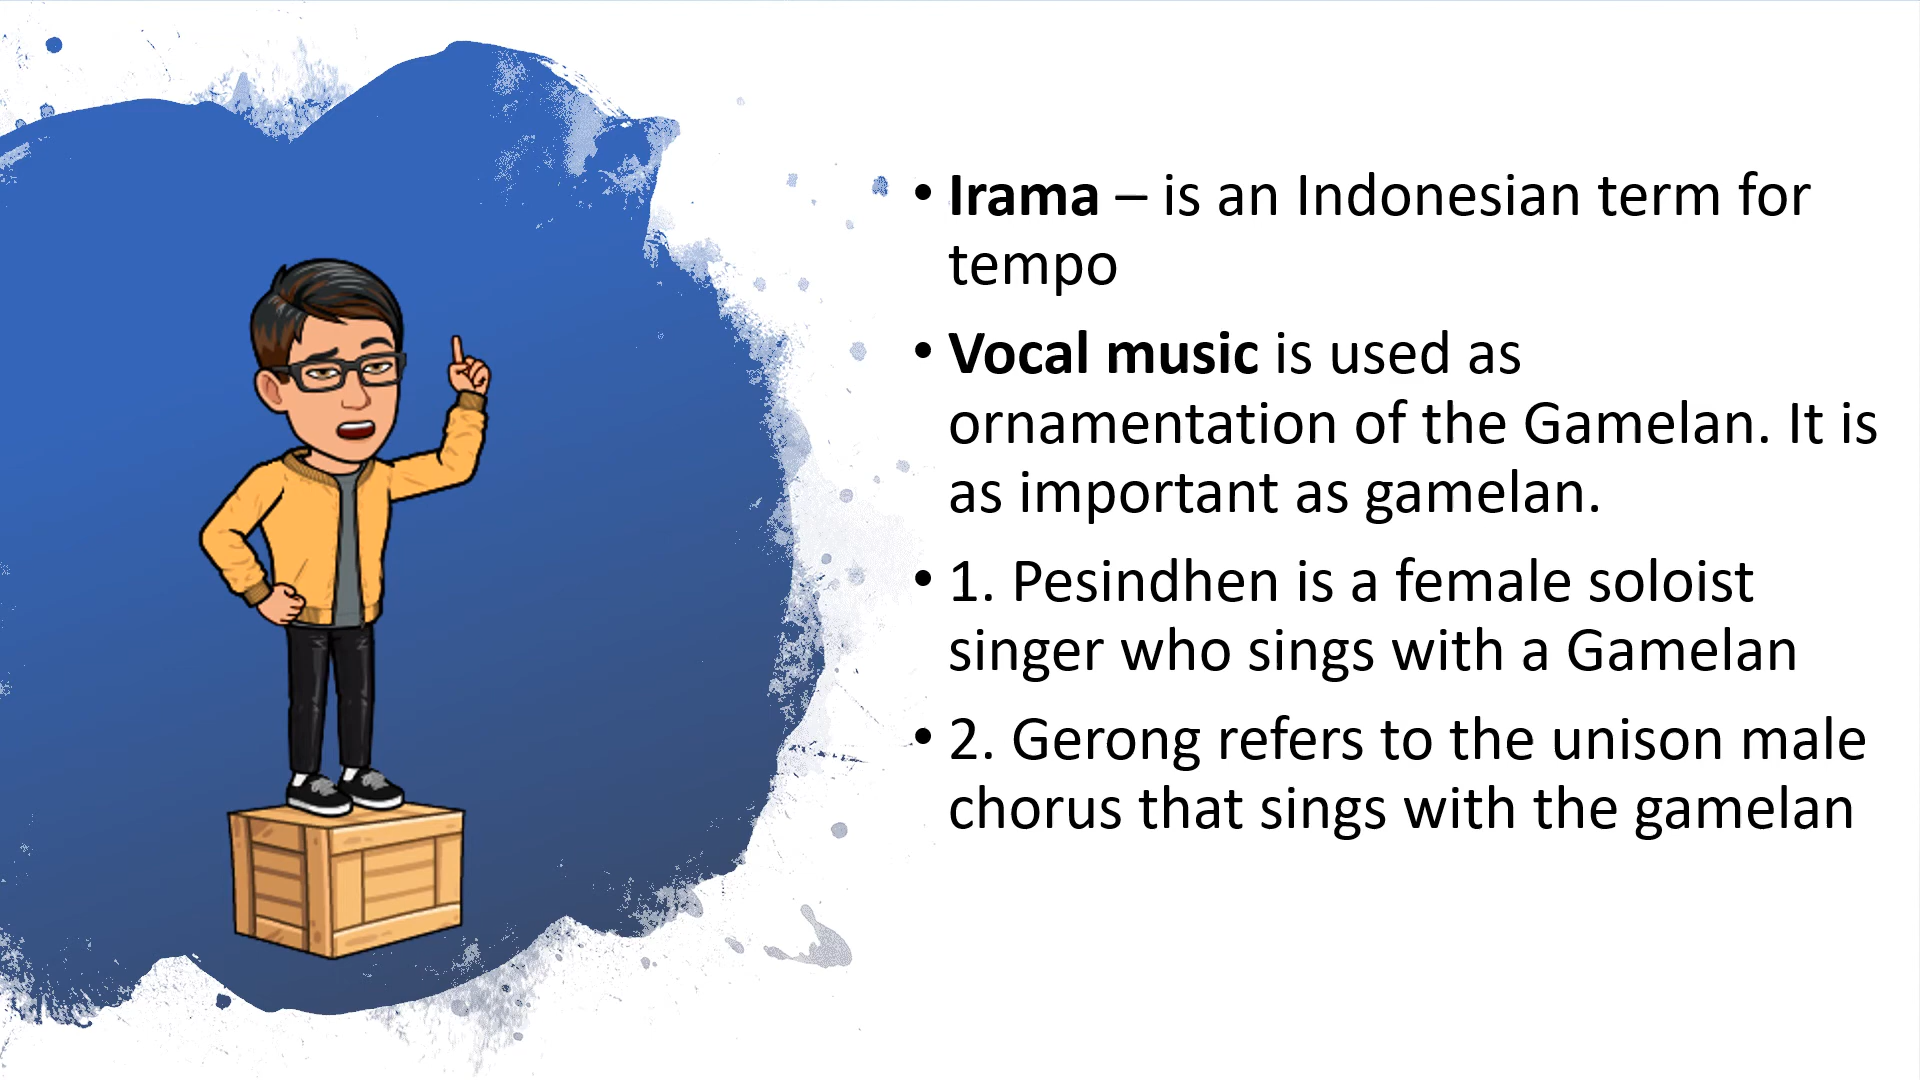 • Irama – is an Indonesian term for
tempo
• Vocal music is used as
ornamentation of the Gamelan. It is
as important as gamelan.
• 1. Pesindhen is a female soloist
singer who sings with a Gamelan
• 2. Gerong refers to the unison male
chorus that sings with the gamelan